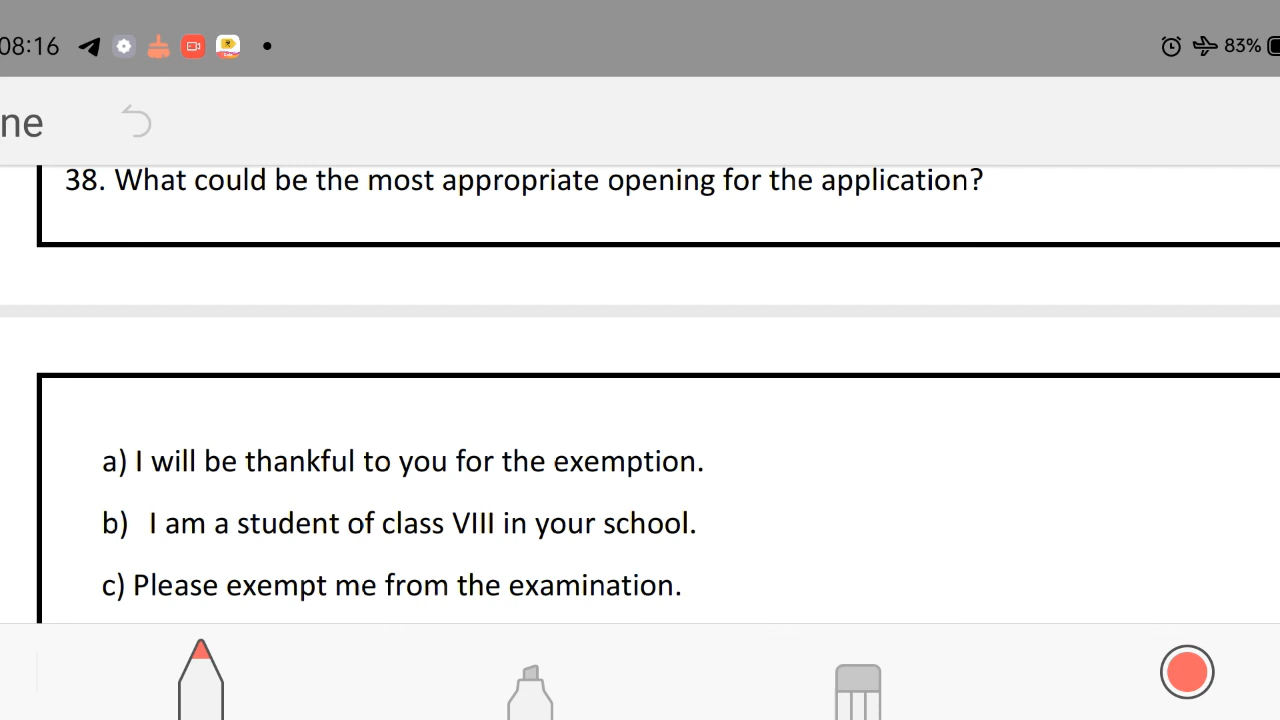 08:16
83%
ne
38. What could be the most appropriate opening for the application?
a) I will be thankful to you for the exemption.
b) I am a student of class VIII in your school.
c) Please exempt me from the examination.